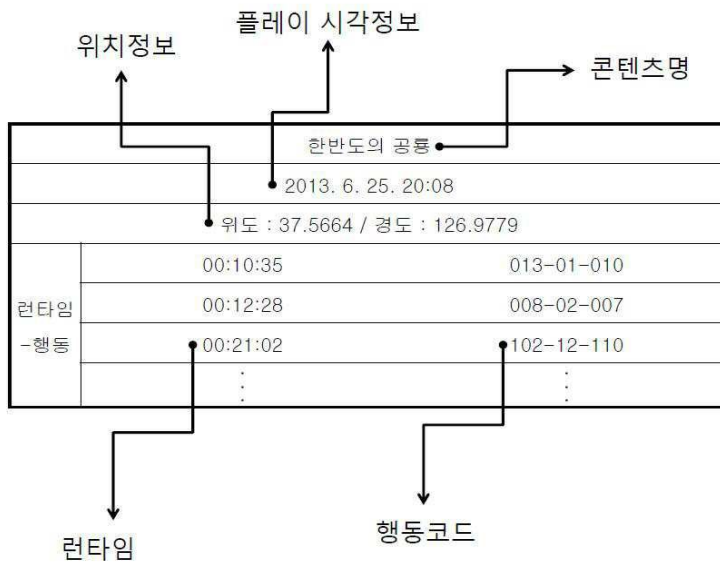 플레이 시각정보
위치정보
콘텐츠명
한반도의 공룡
2013. 6. 25. 20:08
위도 : 37.5664 / 경도 : 126.9779
00:10:35 013-01-010
런타임 00:12:28 008-02-007
-행동 00:21:02 102-12-110
행동코드
런타임